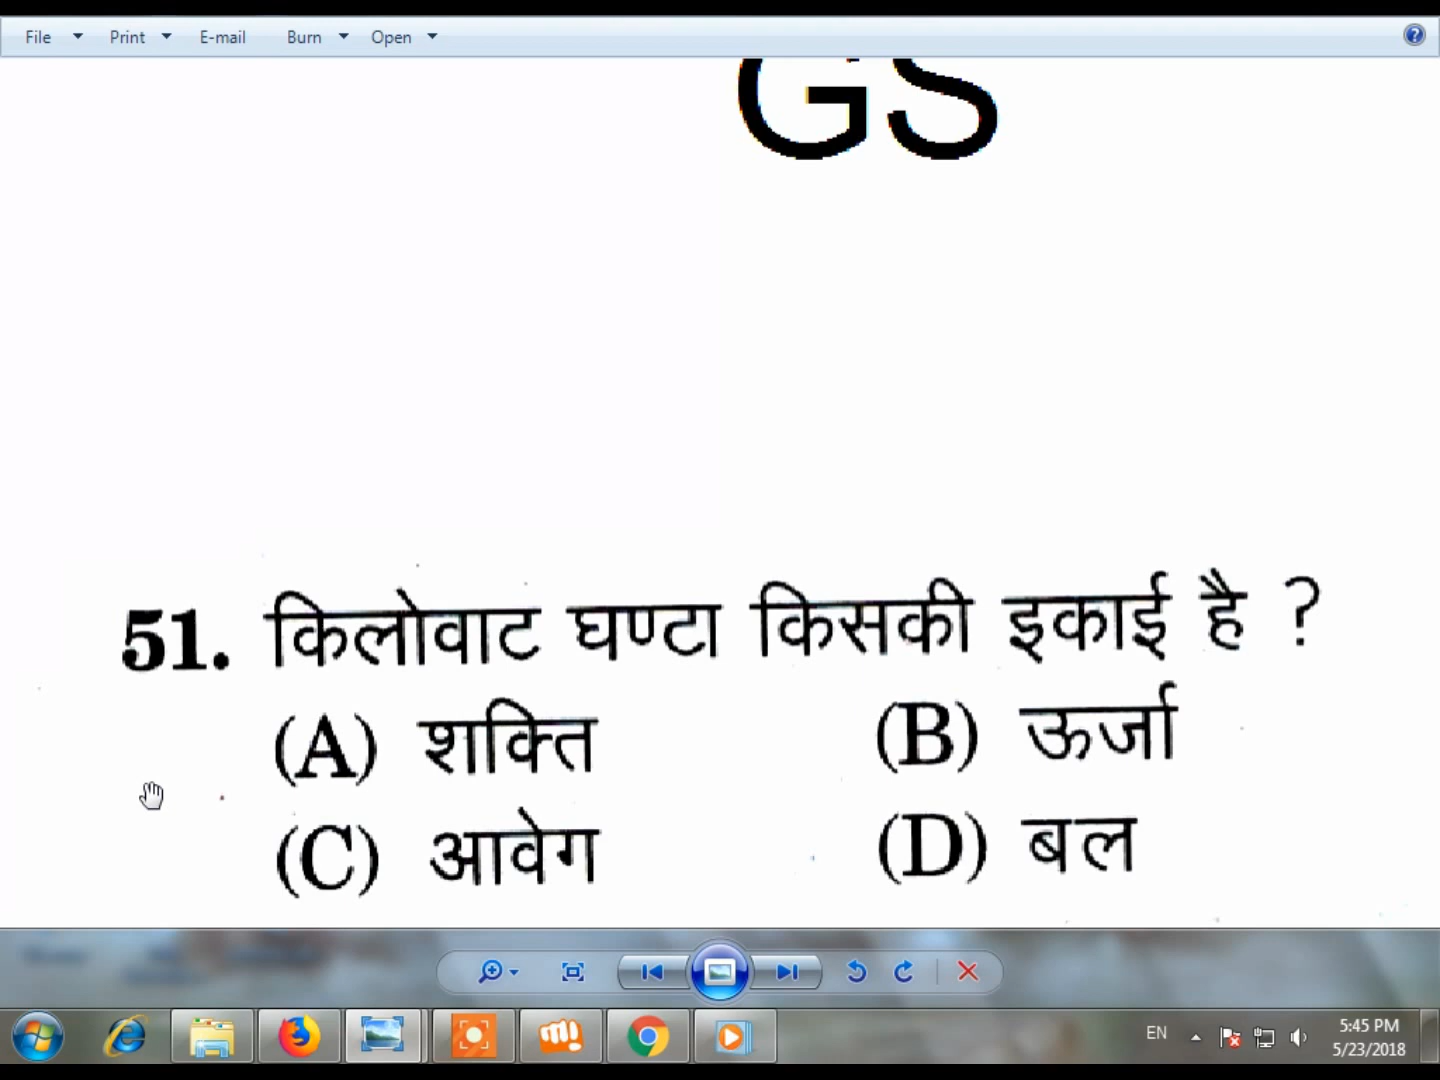 File Print E-mail Burn Open
GS
51. किलोवाट घण्टा किसकी इकाई है ?
(A) शक्ति (B) ऊर्जा
(C) आवेग (D) बल
EN 5:45 PM
5/23/2018